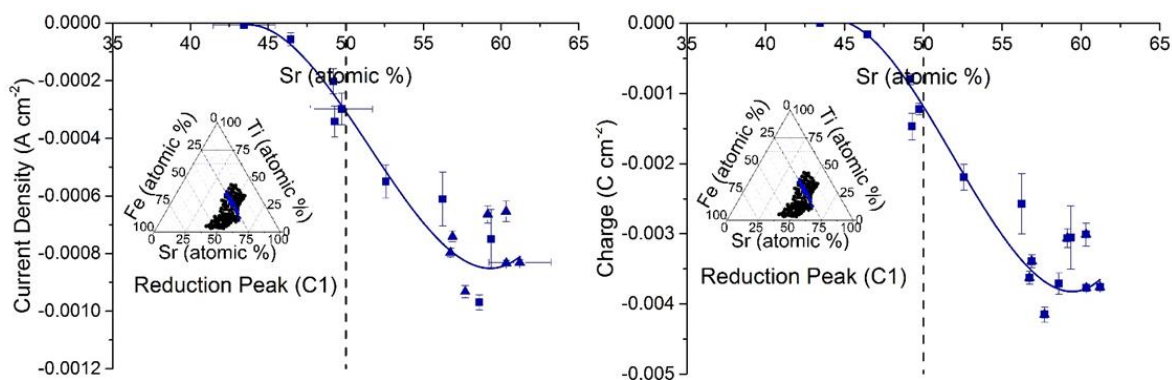 0.0000
35 40 45 50 55 60 65
Sr (atomic %)
-0.0002
-0.0004
-0.0006
-0.0008
-0.0010
-0.0012
Current Density (A cm⁻²)
0 100
25 75
50 50
75 25
100 0
0 25 50 75 100
Fe (atomic %)
Ti (atomic %)
Sr (atomic %)
Reduction Peak (C1)
0.000
35 40 45 50 55 60 65
Sr (atomic %)
-0.001
-0.002
-0.003
-0.004
-0.005
Charge (C cm⁻²)
0 100
25 75
50 50
75 25
100 0
0 25 50 75 100
Fe (atomic %)
Ti (atomic %)
Sr (atomic %)
Reduction Peak (C1)